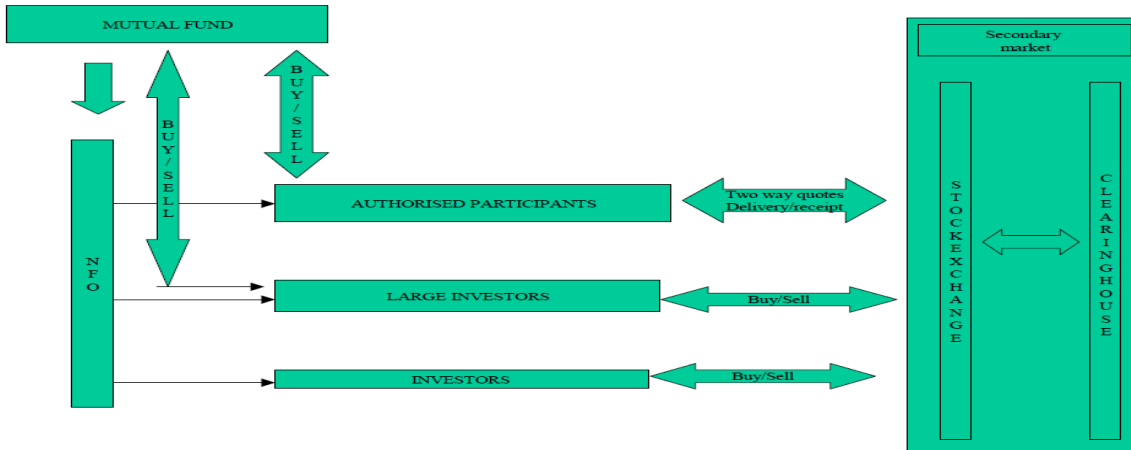 MUTUAL FUND
Secondary
market
BUY/SELL
BUY/SELL
NFO
AUTHORISED PARTICIPANTS
Two way quotes
Delivery/receipt
LARGE INVESTORS
Buy/Sell
INVESTORS
Buy/Sell
STOCKEXCHANGE
CLEARINGHOUSE